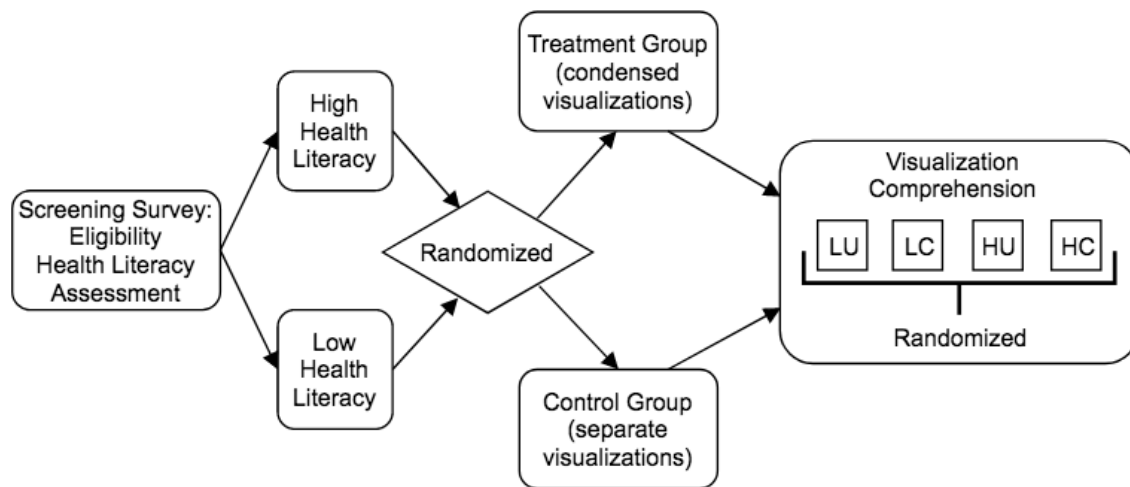 Screening Survey:
Eligibility
Health Literacy
Assessment
High
Health
Literacy
Low
Health
Literacy
Randomized
Treatment Group
(condensed
visualizations)
Control Group
(separate
visualizations)
Visualization
Comprehension
LU LC HU HC
Randomized